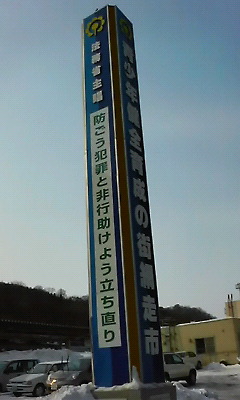 法務省主唱
防ごう犯罪と非行助けよう立ち直り
青少年健全育成の街網走市